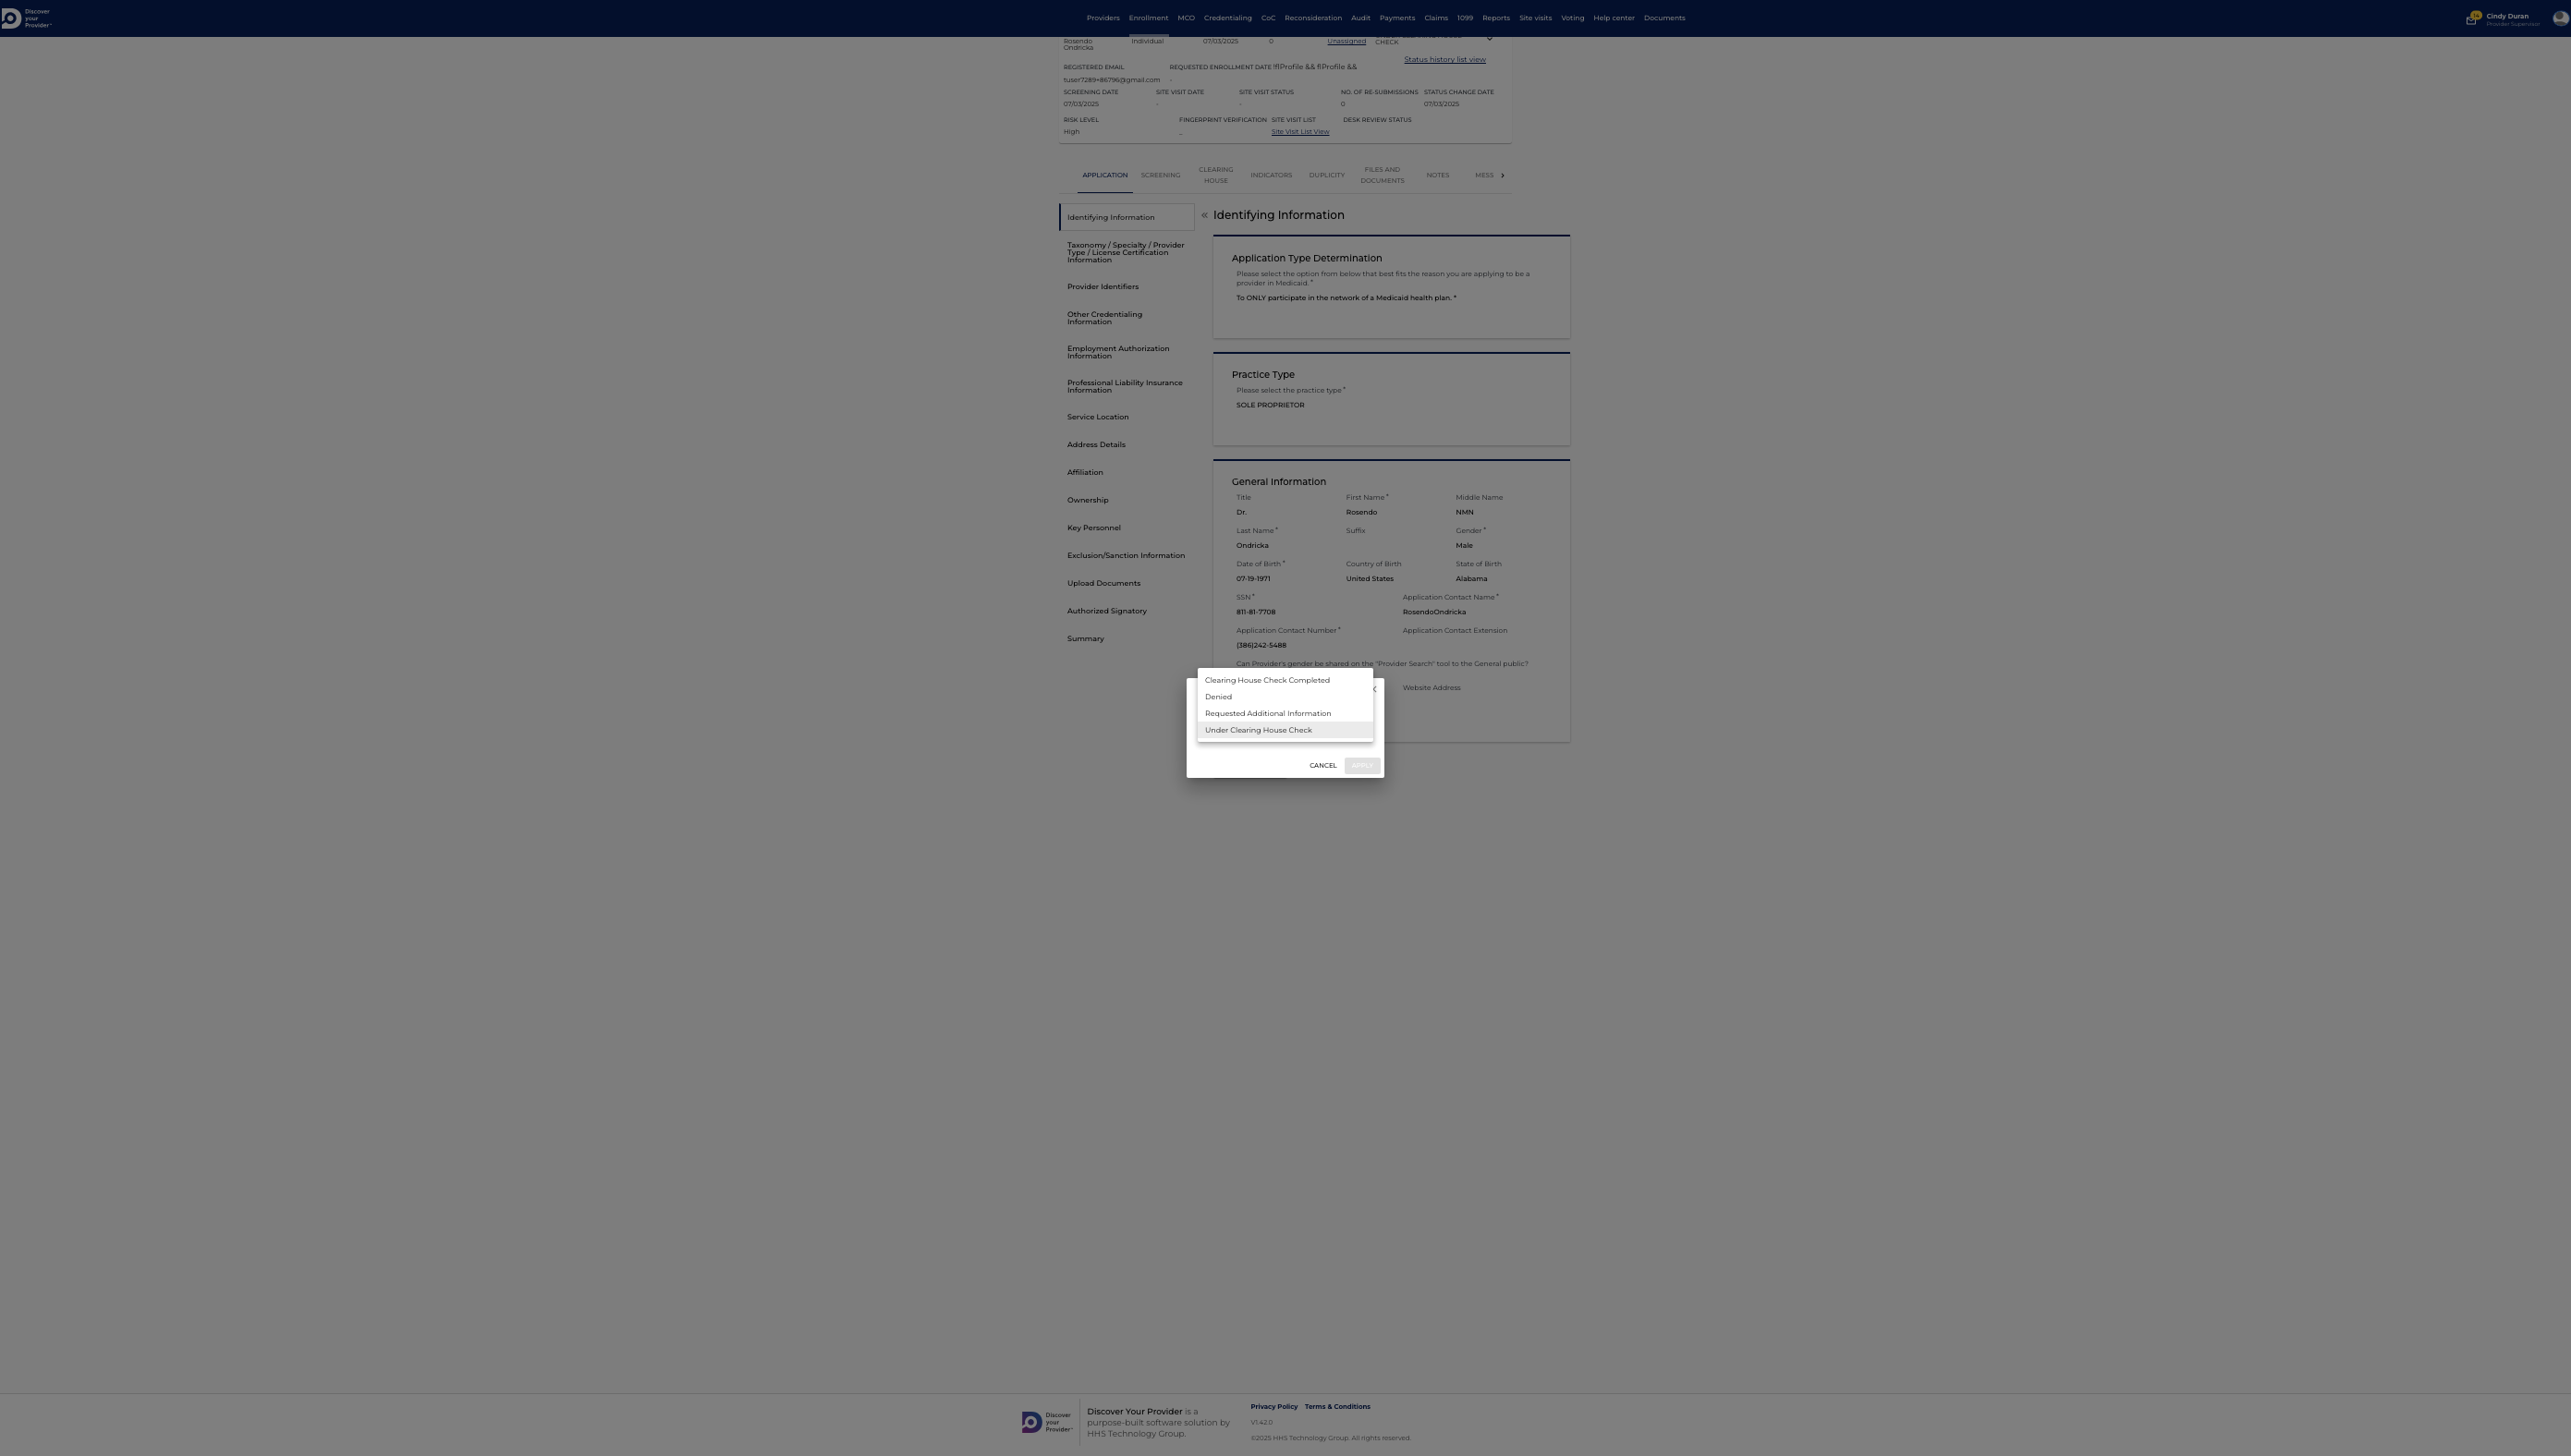 Discover
your
Provider
Providers Enrollment MCO Credentialing CoC Reconsideration Audit Payments Claims 1099 Reports Site visits Voting Help center Documents
Cindy Duran
Provider Supervisor
Rosendo
Ondricka
Individual
07/03/2025
0
Unassigned
CHECK
Status history list view
REGISTERED EMAIL
REQUESTED ENROLLMENT DATE !flProfile && flProfile &&
tuser7289+86796@gmail.com -
SCREENING DATE SITE VISIT DATE SITE VISIT STATUS NO. OF RE-SUBMISSIONS STATUS CHANGE DATE
07/03/2025 - - 0 07/03/2025
RISK LEVEL FINGERPRINT VERIFICATION SITE VISIT LIST DESK REVIEW STATUS
High _ Site Visit List View
APPLICATION
SCREENING
CLEARING
HOUSE
INDICATORS
DUPLICITY
FILES AND
DOCUMENTS
NOTES
MESS
Identifying Information
Taxonomy / Specialty / Provider
Type / License Certification
Information
Provider Identifiers
Other Credentialing
Information
Employment Authorization
Information
Professional Liability Insurance
Information
Service Location
Address Details
Affiliation
Ownership
Key Personnel
Exclusion/Sanction Information
Upload Documents
Authorized Signatory
Summary
« Identifying Information
Application Type Determination
Please select the option from below that best fits the reason you are applying to be a
provider in Medicaid. *
To ONLY participate in the network of a Medicaid health plan. *
Practice Type
Please select the practice type *
SOLE PROPRIETOR
General Information
Title First Name * Middle Name
Dr. Rosendo NMN
Last Name * Suffix Gender *
Ondricka Male
Date of Birth * Country of Birth State of Birth
07-19-1971 United States Alabama
SSN * Application Contact Name *
811-81-7708 RosendoOndricka
Application Contact Number * Application Contact Extension
(386)242-5488
Can Provider's gender be shared on the "Provider Search" tool to the General public?
Website Address
Clearing House Check Completed
Denied
Requested Additional Information
Under Clearing House Check
CANCEL APPLY
Discover
your
Provider
Discover Your Provider is a
purpose-built software solution by
HHS Technology Group.
Privacy Policy Terms & Conditions
V1.42.0
©2025 HHS Technology Group. All rights reserved.